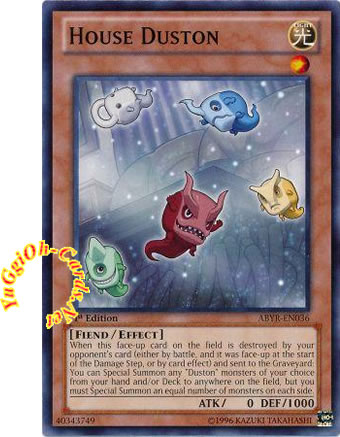 HOUSE DUSTON
LIGHT
光
YuGgiOh-Cards.Net
1st Edition
ABYR-EN036
[FIEND / EFFECT]
When this face-up card on the field is destroyed by your
opponent's card (either by battle, and it was face-up at the start
of the Damage Step, or by card effect) and sent to the Graveyard:
You can Special Summon any "Duston" monsters of your choice
from your hand and/or Deck to anywhere on the field, but you
must Special Summon an equal number of monsters on each side.
ATK/ 0 DEF/1000
40343749
©1996 KAZUKI TAKAHASHI